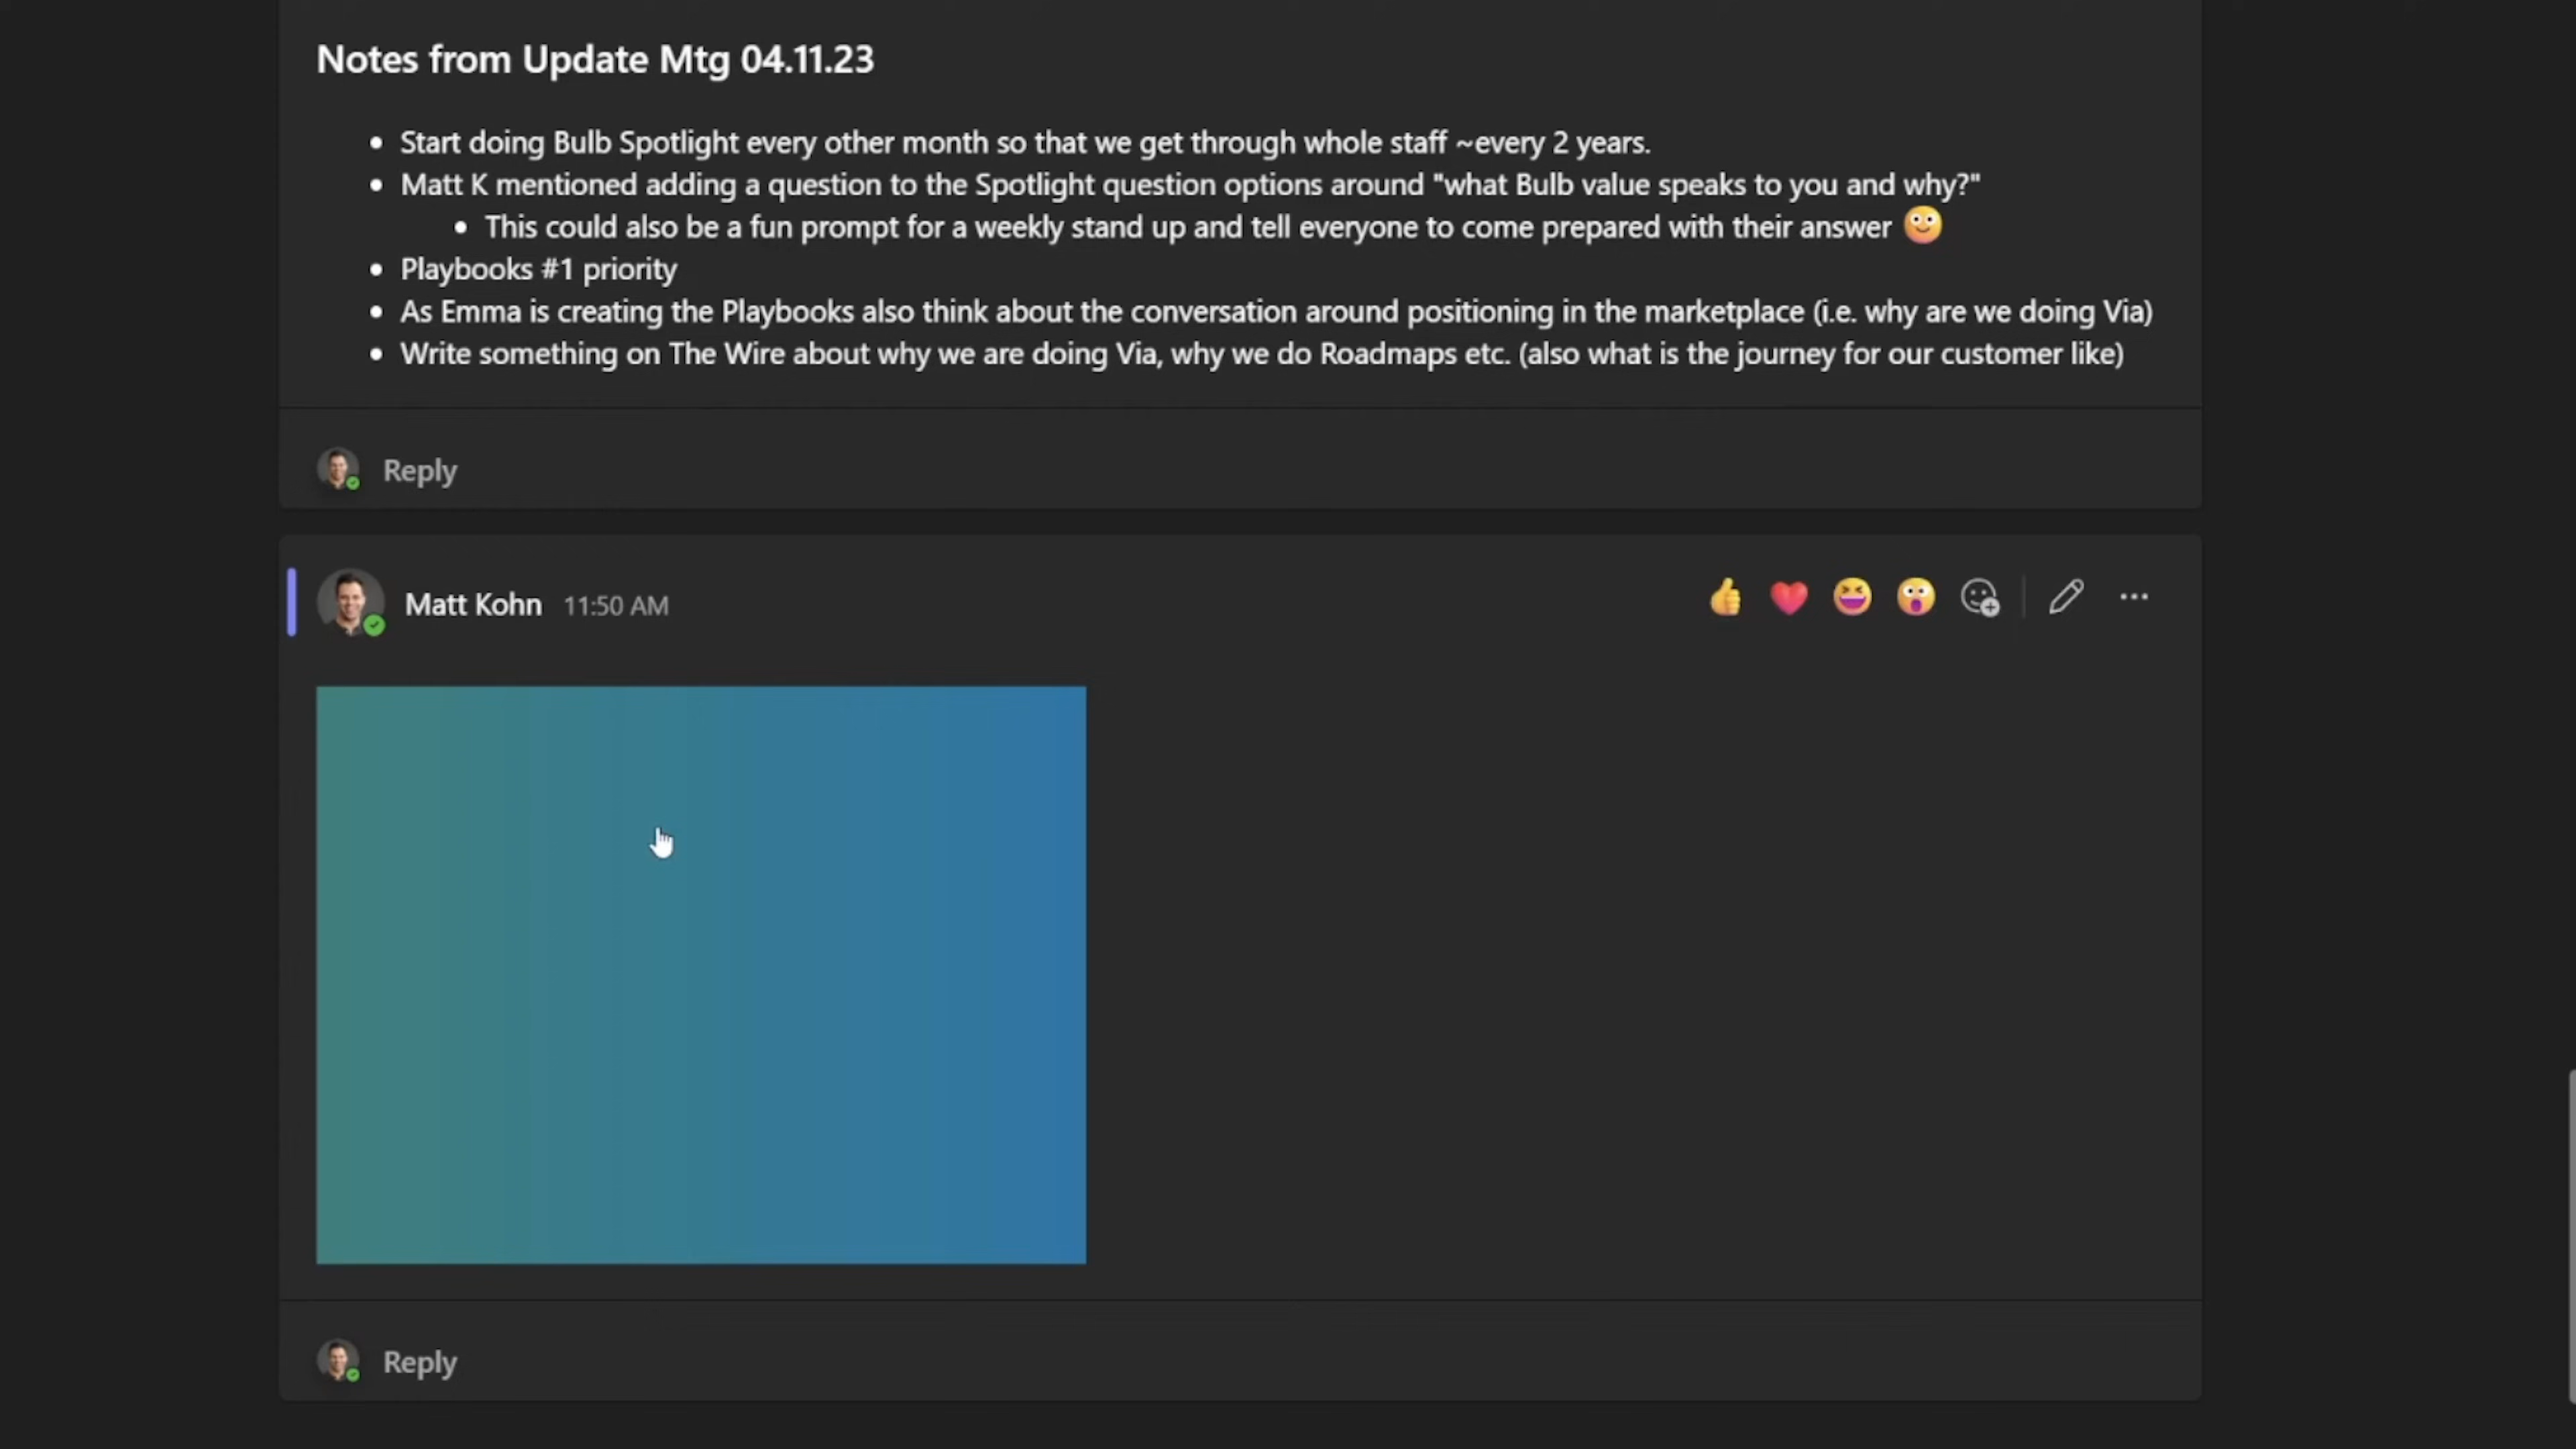 Notes from Update Mtg 04.11.23
Start doing Bulb Spotlight every other month so that we get through whole staff ~every 2 years.
Matt K mentioned adding a question to the Spotlight question options around "what Bulb value speaks to you and why?"
This could also be a fun prompt for a weekly stand up and tell everyone to come prepared with their answer
Playbooks #1 priority
As Emma is creating the Playbooks also think about the conversation around positioning in the marketplace (i.e. why are we doing Via)
Write something on The Wire about why we are doing Via, why we do Roadmaps etc. (also what is the journey for our customer like)
Reply
Matt Kohn 11:50 AM
Reply